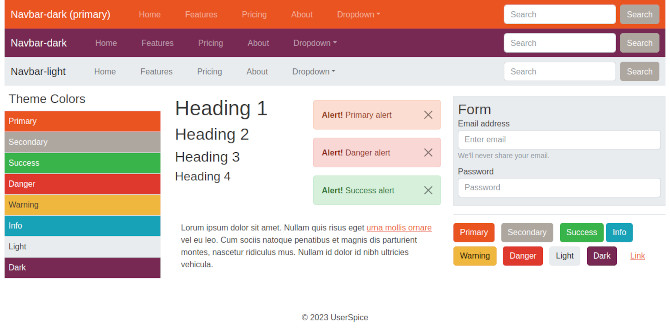 Navbar-dark (primary) Home Features Pricing About Dropdown Search Search
Navbar-dark Home Features Pricing About Dropdown Search Search
Navbar-light Home Features Pricing About Dropdown Search Search
Theme Colors
Primary
Secondary
Success
Danger
Warning
Info
Light
Dark
Heading 1
Heading 2
Heading 3
Heading 4
Alert! Primary alert
Alert! Danger alert
Alert! Success alert
Lorum ipsum dolor sit amet. Nullam quis risus eget urna mollis ornare
vel eu leo. Cum sociis natoque penatibus et magnis dis parturient
montes, nascetur ridiculus mus. Nullam id dolor id nibh ultricies
vehicula.
Form
Email address
Enter email
We'll never share your email.
Password
Password
Primary Secondary Success Info
Warning Danger Light Dark Link
© 2023 UserSpice